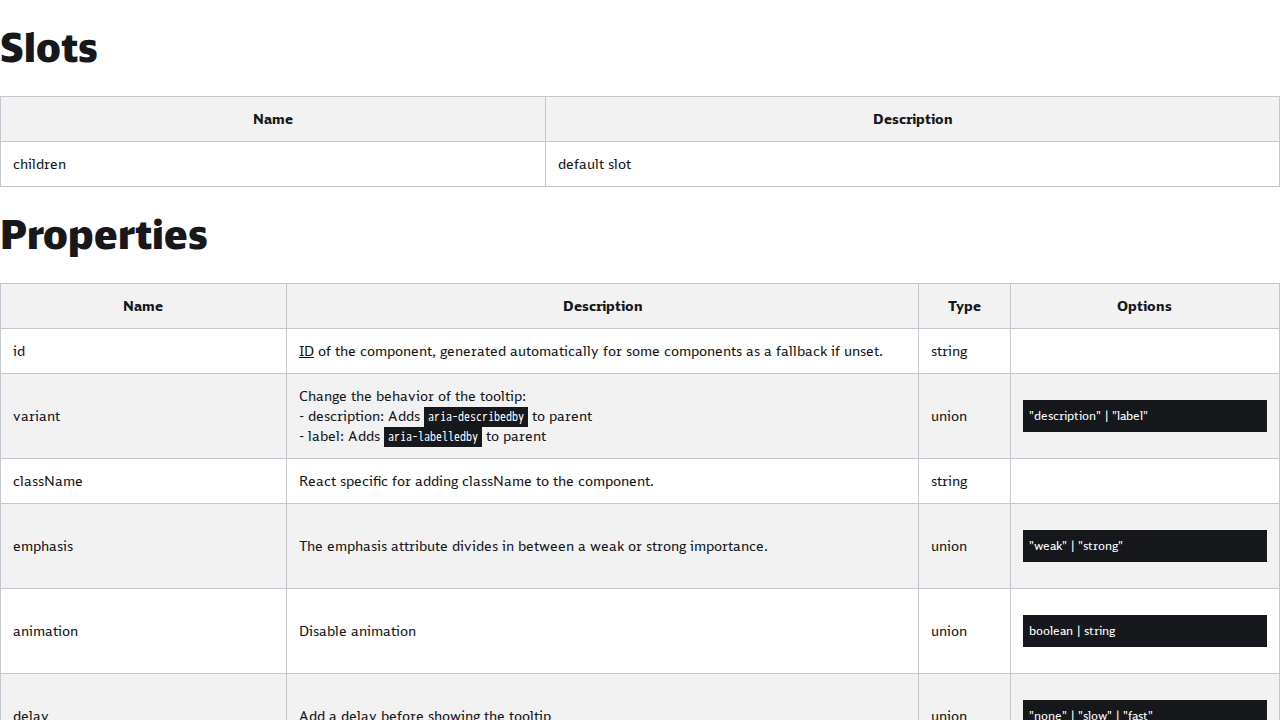 Slots
Name Description
children default slot
Properties
Name Description Type Options
id ID of the component, generated automatically for some components as a fallback if unset. string
Change the behavior of the tooltip:
variant - description: Adds aria-describedby to parent union "description" | "label"
- label: Adds aria-labelledby to parent
className React specific for adding className to the component. string
emphasis The emphasis attribute divides in between a weak or strong importance. union "weak" | "strong"
animation Disable animation union boolean | string
delay Add a delay before showing the tooltip union "none" | "slow" | "fast"